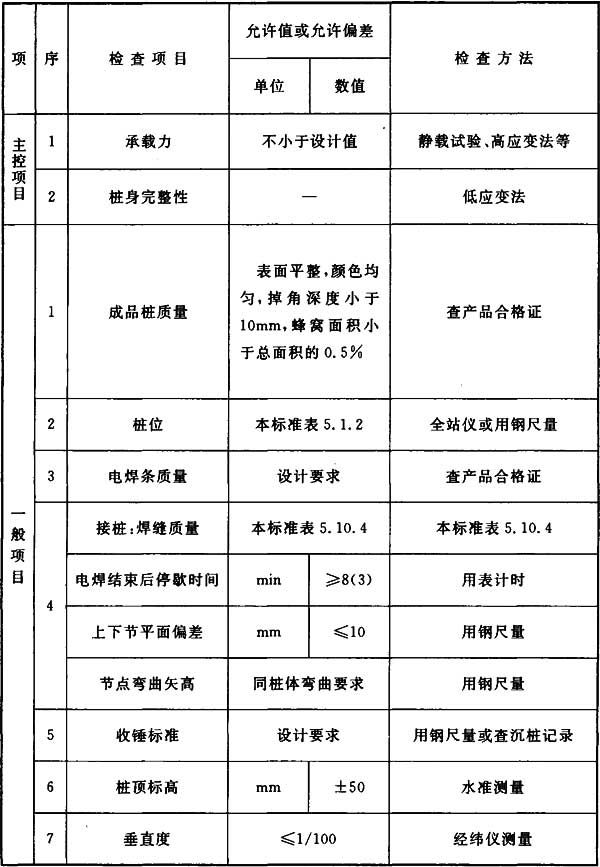 项 序 检查项目 允许值或允许偏差 检查方法
单位 数值
主控项目
1 承载力 不小于设计值 静载试验、高应变法等
2 桩身完整性 — 低应变法
一般项目
1 成品桩质量 表面平整,颜色均
匀,掉角深度小于
10mm,蜂窝面积小
于总面积的0.5% 查产品合格证
2 桩位 本标准表5.1.2 全站仪或用钢尺量
3 电焊条质量 设计要求 查产品合格证
4 接桩:焊缝质量 本标准表5.10.4 本标准表5.10.4
电焊结束后停歇时间 min ≥8(3) 用表计时
上下节平面偏差 mm ≤10 用钢尺量
节点弯曲矢高 同桩体弯曲要求 用钢尺量
5 收锤标准 设计要求 用钢尺量或查沉桩记录
6 桩顶标高 mm ±50 水准测量
7 垂直度 ≤1/100 经纬仪测量